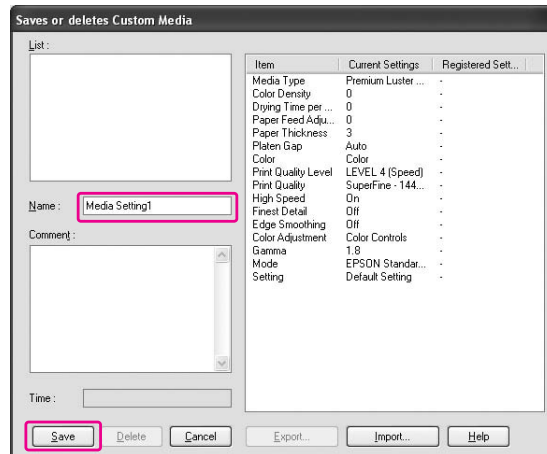 Saves or deletes Custom Media
List :
Name : Media Setting1
Comment :
Time :
Item Current Settings Registered Sett...
Media Type Premium Luster ... -
Color Density 0 -
Drying Time per ... 0 -
Paper Feed Adju... 0 -
Paper Thickness 3 -
Platen Gap Auto -
Color Color -
Print Quality Level LEVEL 4 (Speed) -
Print Quality SuperFine - 144... -
High Speed On -
Finest Detail Off -
Edge Smoothing Off -
Color Adjustment Color Controls -
Gamma 1.8 -
Mode EPSON Standar... -
Setting Default Setting -
Save Delete Cancel Export... Import... Help